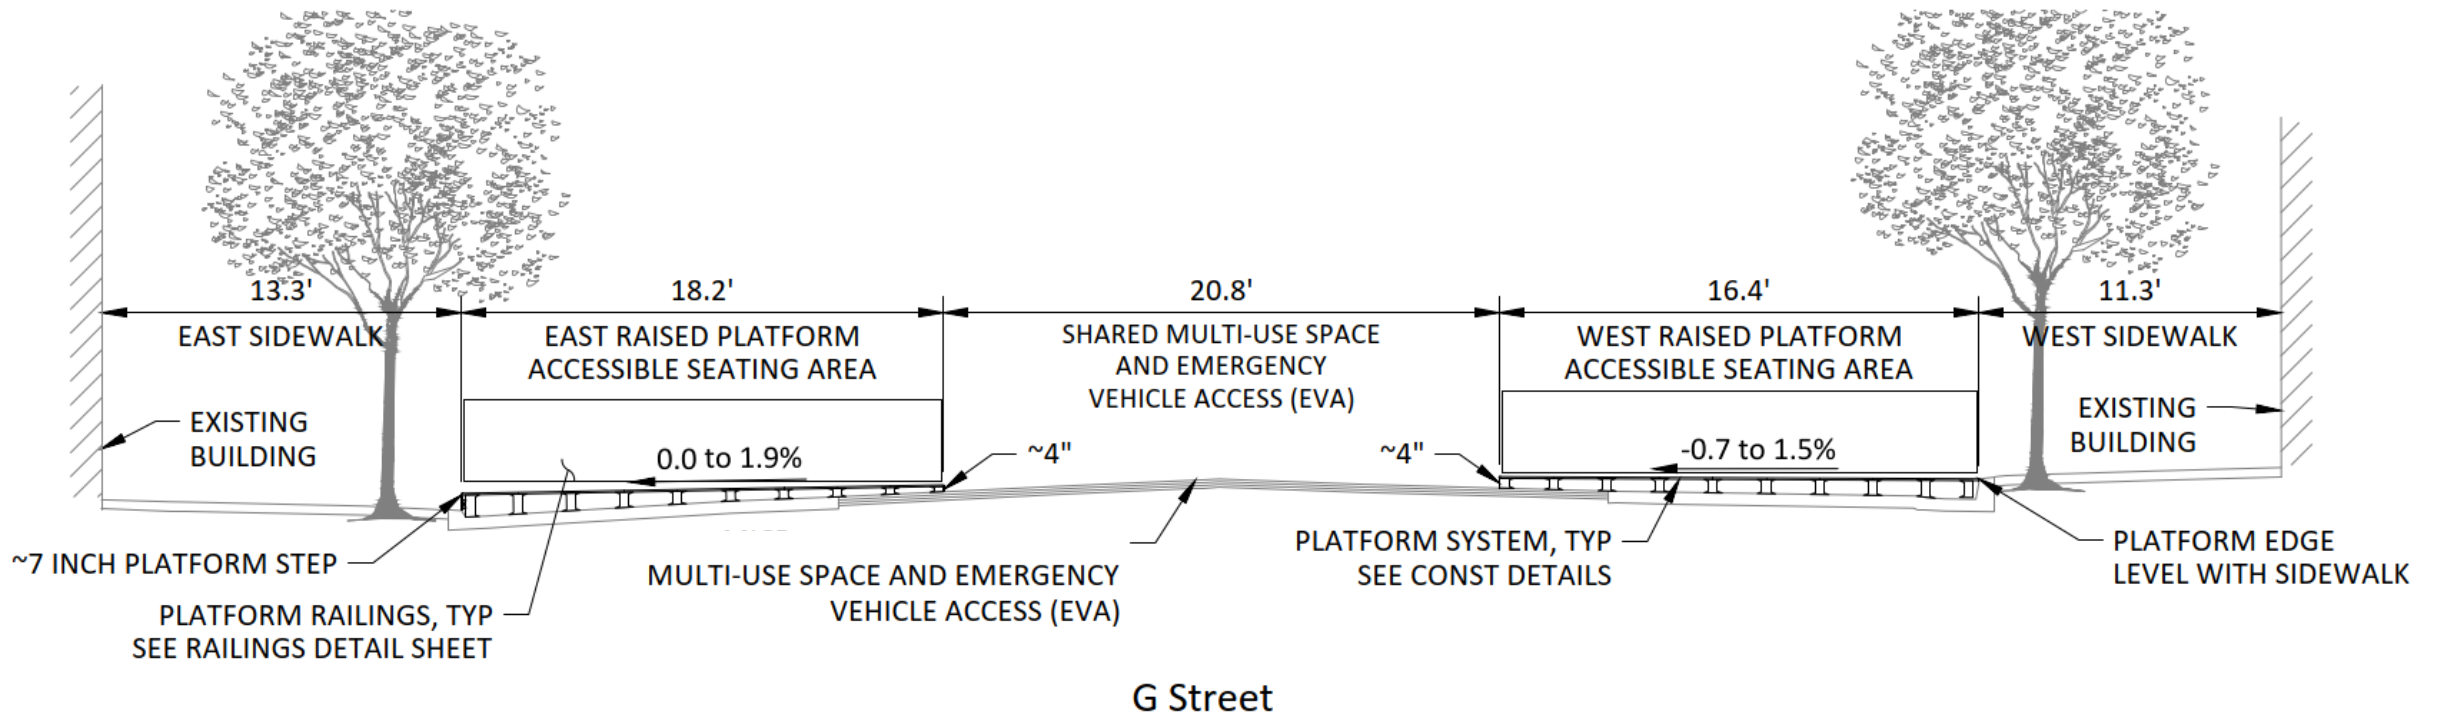 13.3'
18.2'
20.8'
16.4'
11.3'
EAST SIDEWALK
EAST RAISED PLATFORM
ACCESSIBLE SEATING AREA
SHARED MULTI-USE SPACE
AND EMERGENCY
VEHICLE ACCESS (EVA)
WEST RAISED PLATFORM
ACCESSIBLE SEATING AREA
WEST SIDEWALK
EXISTING
BUILDING
0.0 to 1.9%
~4"
~4"
-0.7 to 1.5%
EXISTING
BUILDING
~7 INCH PLATFORM STEP
PLATFORM RAILINGS, TYP
SEE RAILINGS DETAIL SHEET
MULTI-USE SPACE AND EMERGENCY
VEHICLE ACCESS (EVA)
PLATFORM SYSTEM, TYP
SEE CONST DETAILS
PLATFORM EDGE
LEVEL WITH SIDEWALK
G Street